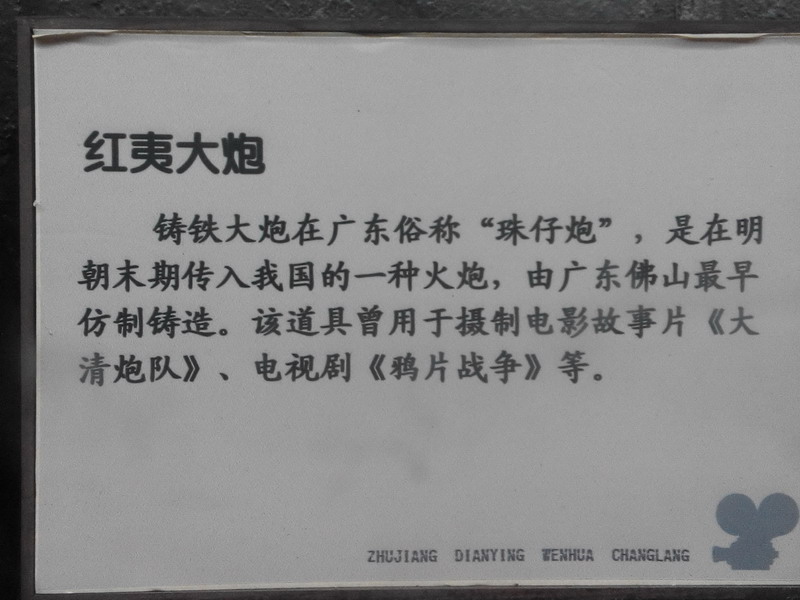 红夷大炮
铸铁大炮在广东俗称“珠仔炮”，是在明
朝末期传入我国的一种火炮，由广东佛山最早
仿制铸造。该道具曾用于摄制电影故事片《大
清炮队》、电视剧《鸦片战争》等。
ZHUJIANG DIANYING WENHUA CHANGLANG